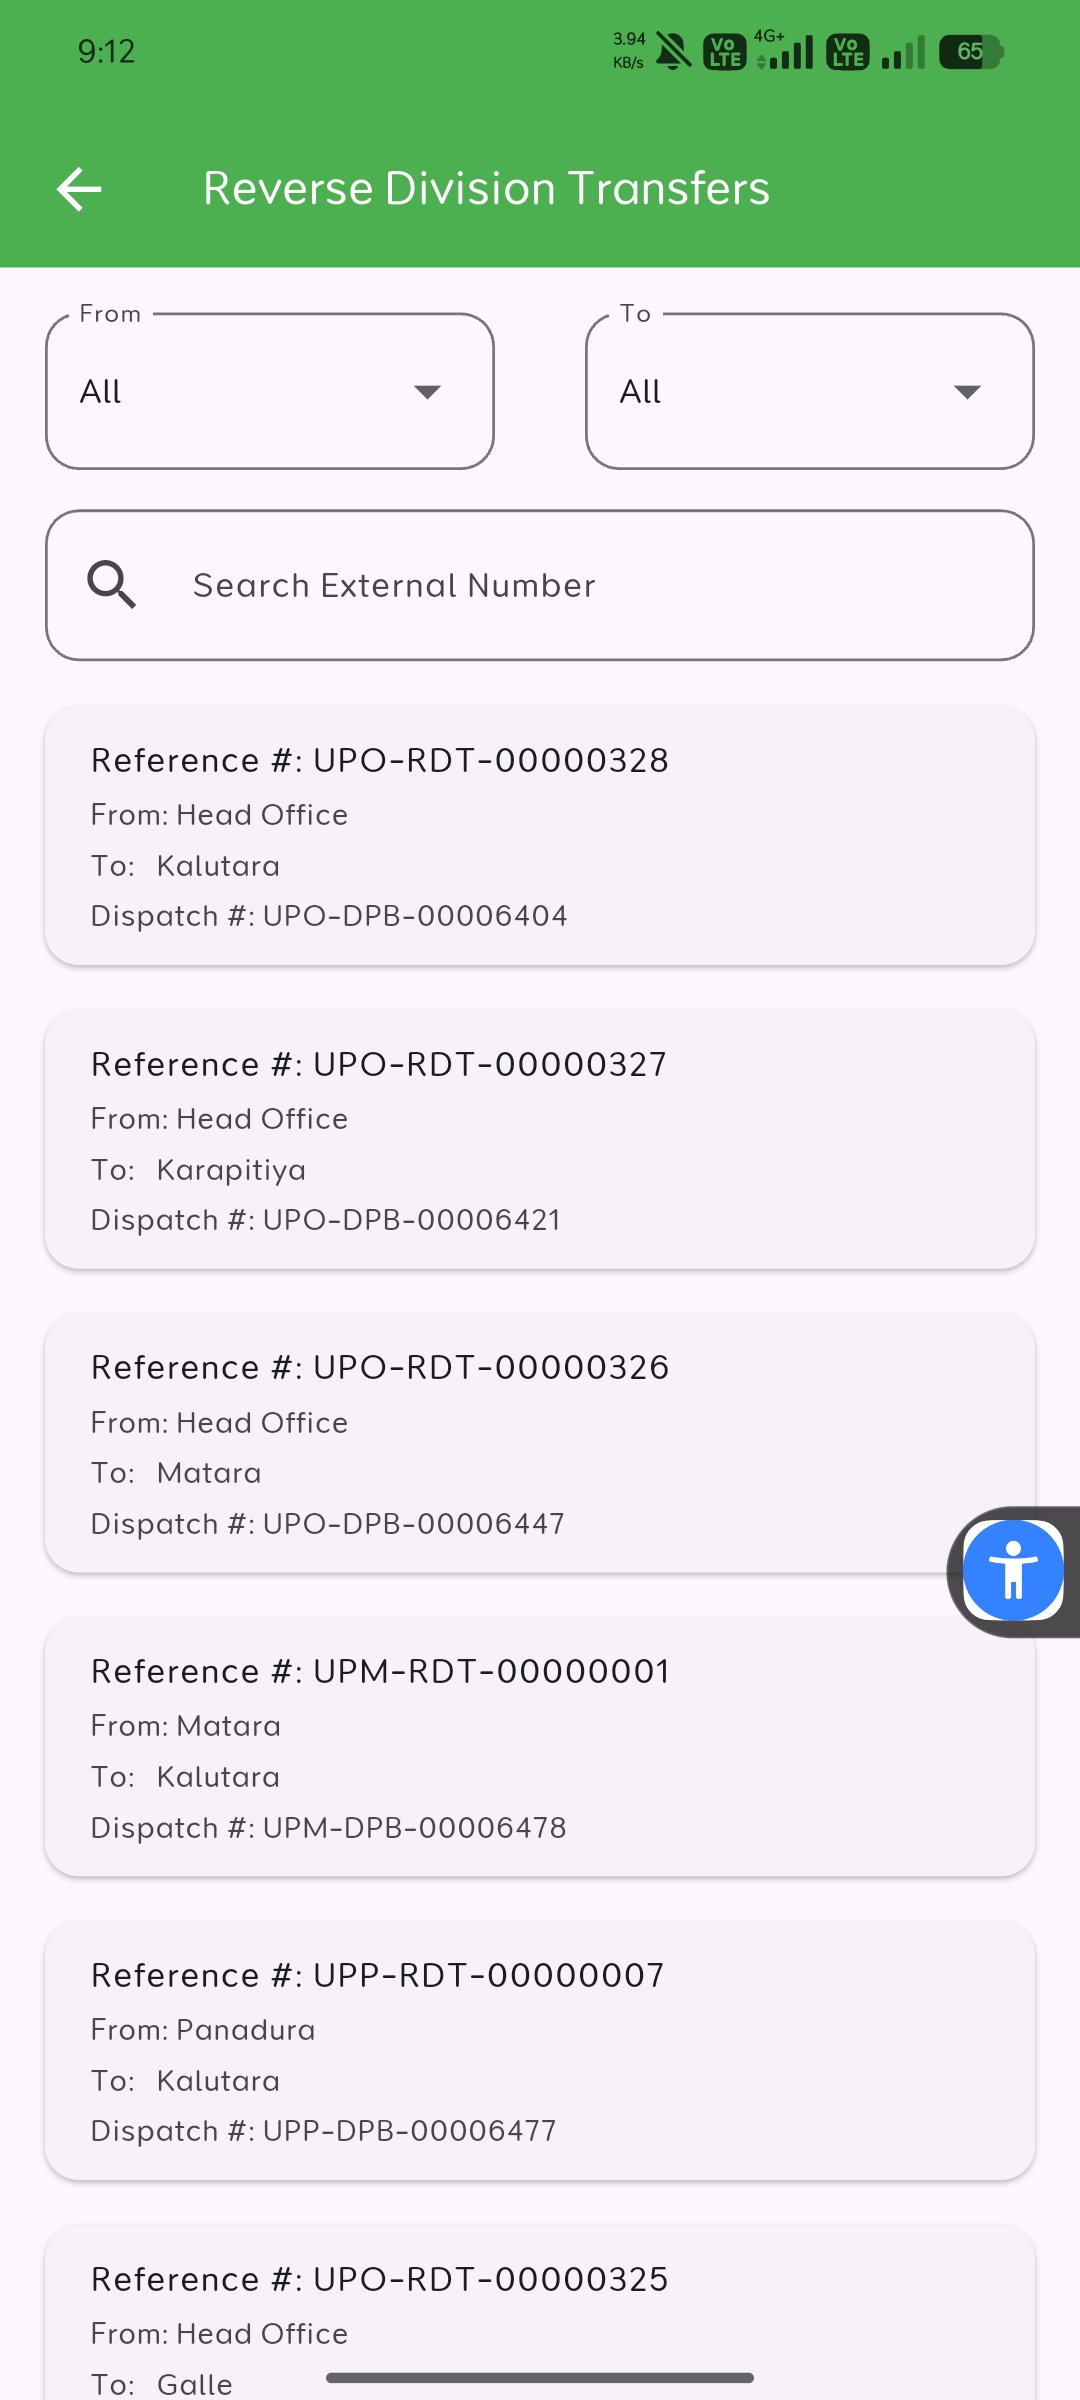 9:12
3.94
KB/s
Vo
LTE
4G+
Vo
LTE
65
Reverse Division Transfers
From
To
All
All
Search External Number
Reference #: UPO-RDT-00000328
From: Head Office
To: Kalutara
Dispatch #: UPO-DPB-00006404
Reference #: UPO-RDT-00000327
From: Head Office
To: Karapitiya
Dispatch #: UPO-DPB-00006421
Reference #: UPO-RDT-00000326
From: Head Office
To: Matara
Dispatch #: UPO-DPB-00006447
Reference #: UPM-RDT-00000001
From: Matara
To: Kalutara
Dispatch #: UPM-DPB-00006478
Reference #: UPP-RDT-00000007
From: Panadura
To: Kalutara
Dispatch #: UPP-DPB-00006477
Reference #: UPO-RDT-00000325
From: Head Office
To: Galle